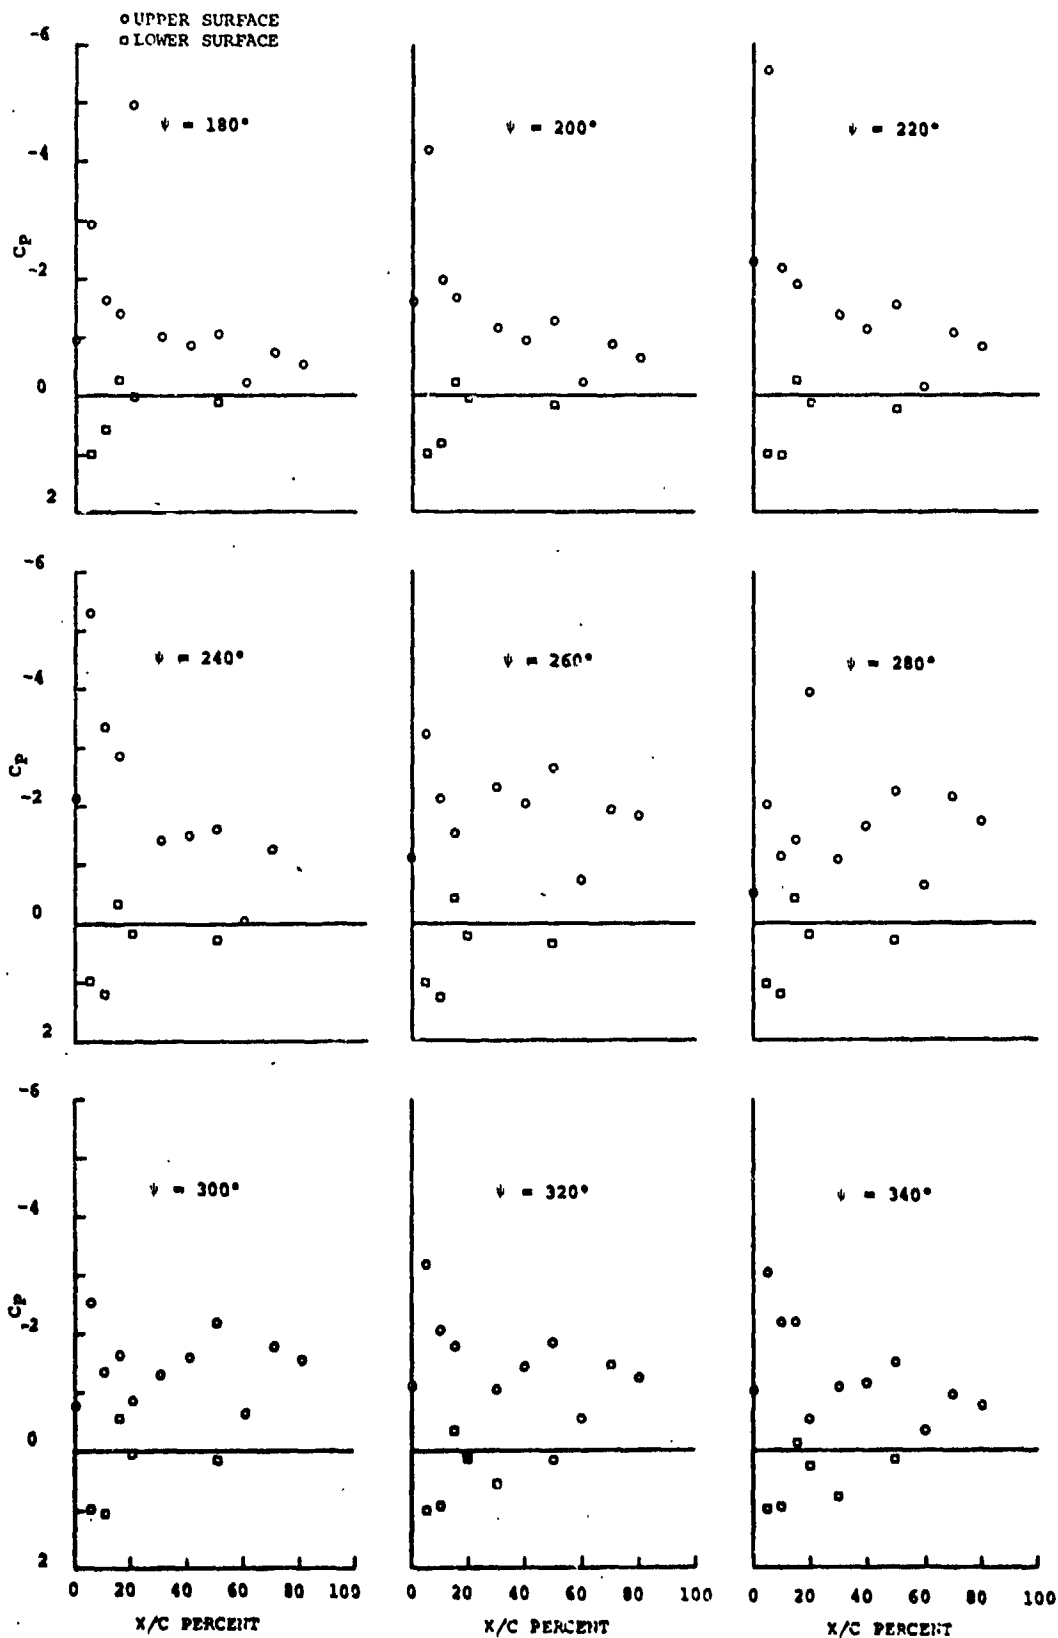 ○ UPPER SURFACE
□ LOWER SURFACE
-6
-4
-2
0
2
Cp
ψ = 180°
ψ = 200°
ψ = 220°
-6
-4
-2
0
2
Cp
ψ = 240°
ψ = 260°
ψ = 280°
-6
-4
-2
0
2
Cp
ψ = 300°
ψ = 320°
ψ = 340°
0 20 40 60 80 100
0 20 40 60 80 100
0 20 40 60 80 100
X/C PERCENT
X/C PERCENT
X/C PERCENT